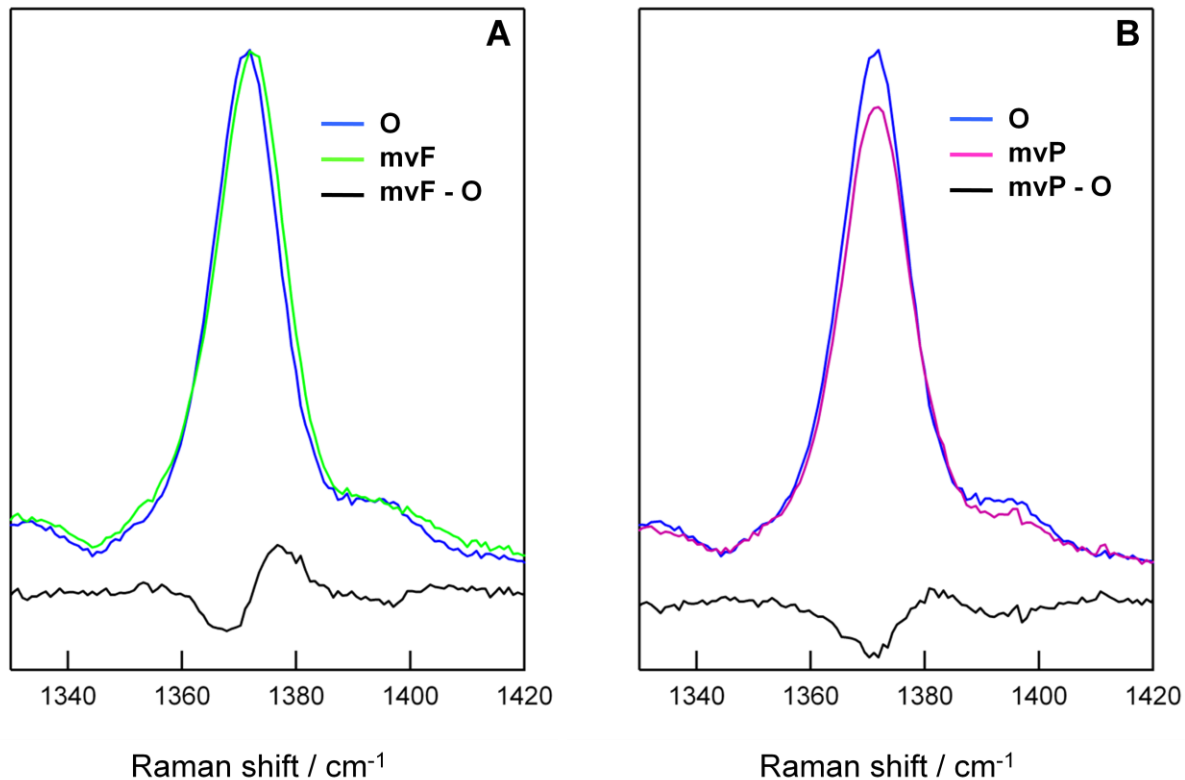 A
O
mvF
mvF - O
1340 1360 1380 1400 1420
Raman shift / cm-1
B
O
mvP
mvP - O
1340 1360 1380 1400 1420
Raman shift / cm-1